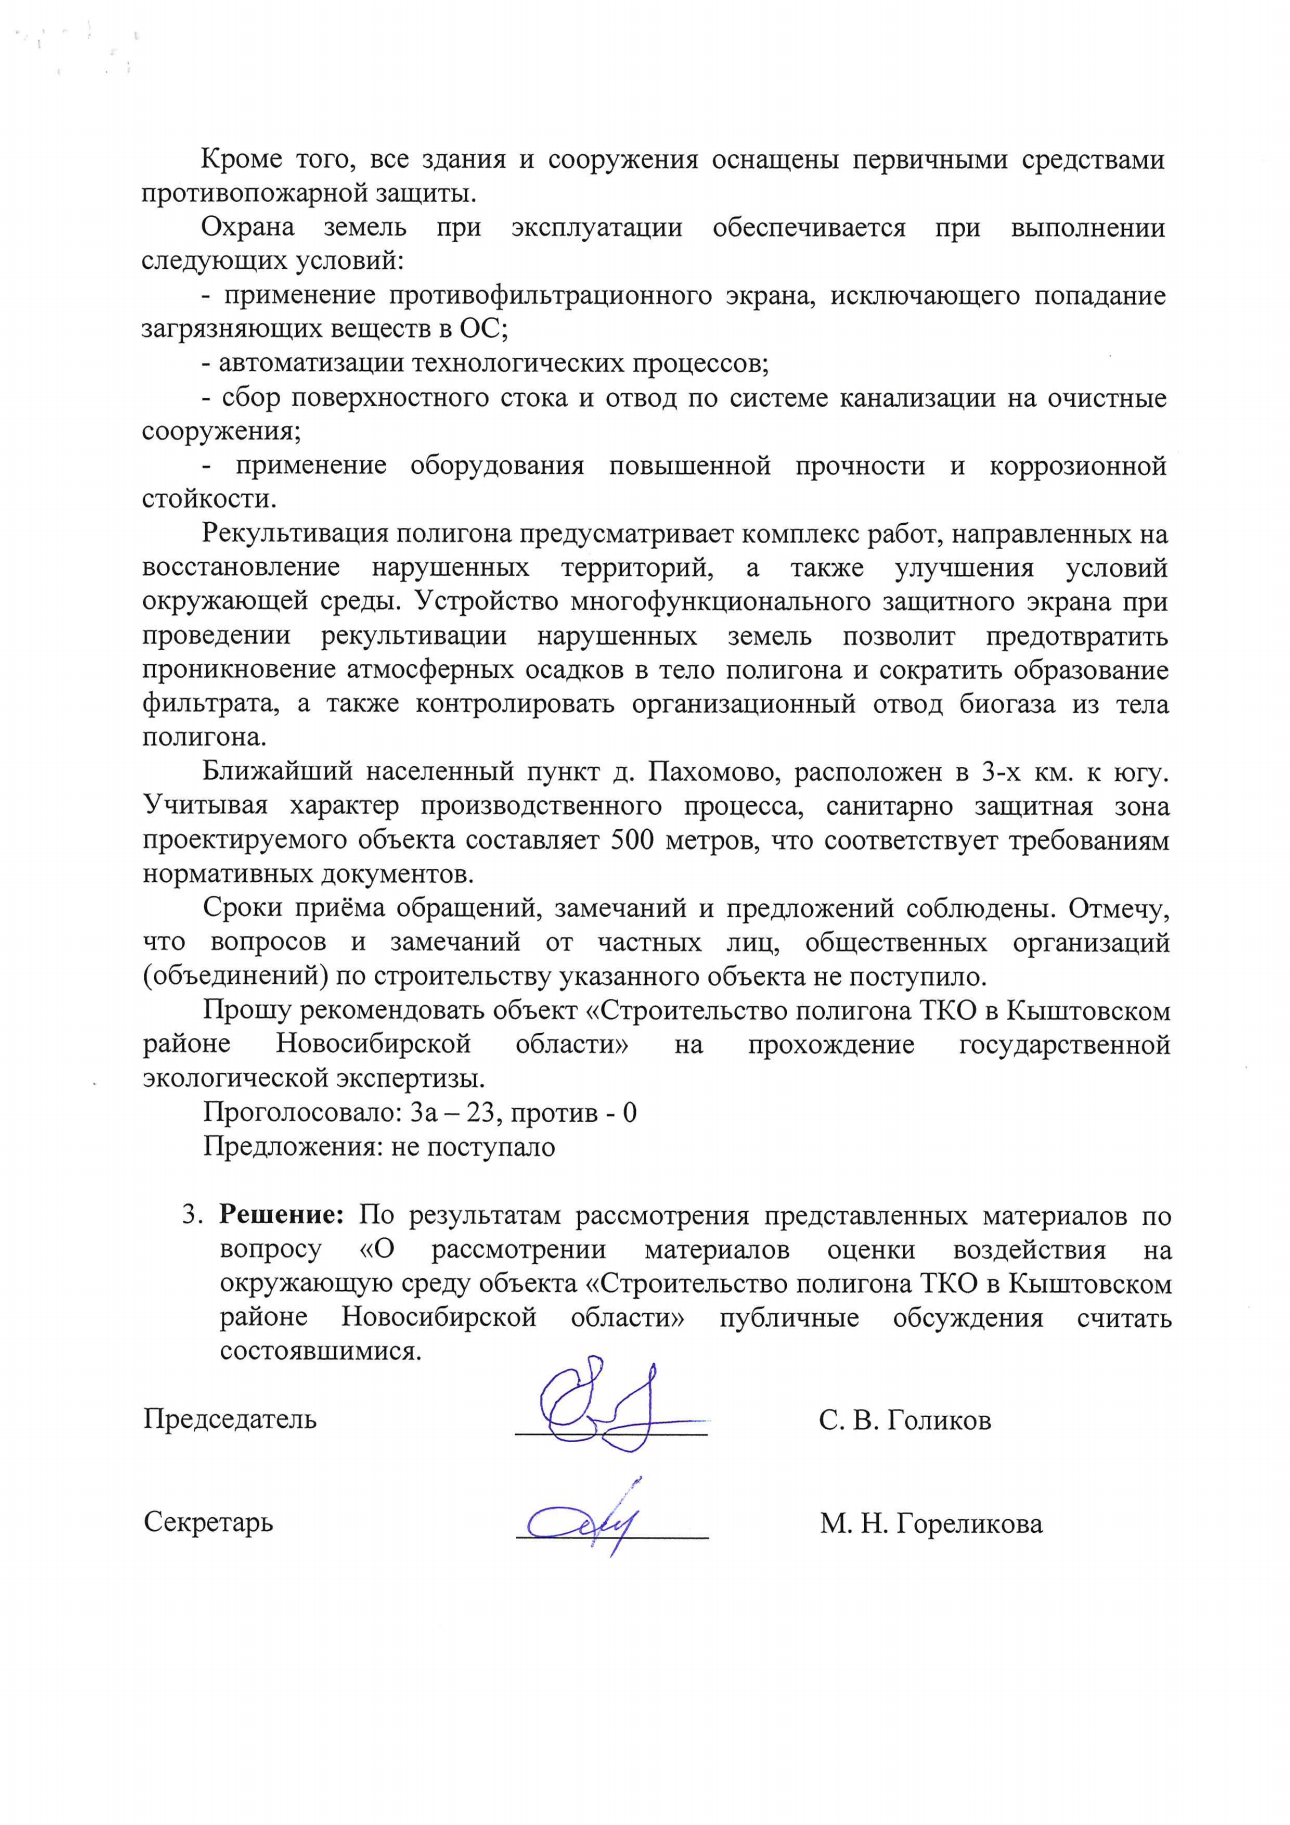 Кроме того, все здания и сооружения оснащены первичными средствами
противопожарной защиты.
Охрана земель при эксплуатации обеспечивается при выполнении
следующих условий:
- применение противофильтрационного экрана, исключающего попадание
загрязняющих веществ в ОС;
- автоматизации технологических процессов;
- сбор поверхностного стока и отвод по системе канализации на очистные
сооружения;
- применение оборудования повышенной прочности и коррозионной
стойкости.
Рекультивация полигона предусматривает комплекс работ, направленных на
восстановление нарушенных территорий, а также улучшения условий
окружающей среды. Устройство многофункционального защитного экрана при
проведении рекультивации нарушенных земель позволит предотвратить
проникновение атмосферных осадков в тело полигона и сократить образование
фильтрата, а также контролировать организационный отвод биогаза из тела
полигона.
Ближайший населенный пункт д. Пахомово, расположен в 3-х км. к югу.
Учитывая характер производственного процесса, санитарно защитная зона
проектируемого объекта составляет 500 метров, что соответствует требованиям
нормативных документов.
Сроки приёма обращений, замечаний и предложений соблюдены. Отмечу,
что вопросов и замечаний от частных лиц, общественных организаций
(объединений) по строительству указанного объекта не поступило.
Прошу рекомендовать объект «Строительство полигона ТКО в Кыштовском
районе Новосибирской области» на прохождение государственной
экологической экспертизы.
Проголосовало: За – 23, против - 0
Предложения: не поступало
3. Решение: По результатам рассмотрения представленных материалов по
вопросу «О рассмотрении материалов оценки воздействия на
окружающую среду объекта «Строительство полигона ТКО в Кыштовском
районе Новосибирской области» публичные обсуждения считать
состоявшимися.
Председатель С. В. Голиков
Секретарь М. Н. Гореликова